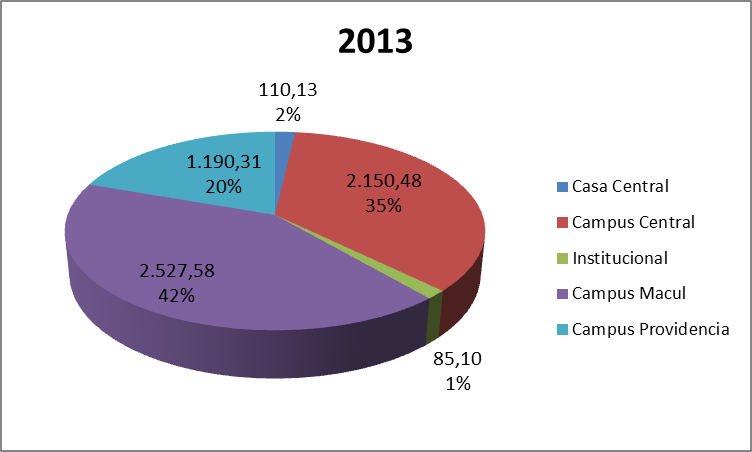 2013
110,13
2%
2.150,48
35%
85,10
1%
2.527,58
42%
1.190,31
20%
Casa Central
Campus Central
Institucional
Campus Macul
Campus Providencia